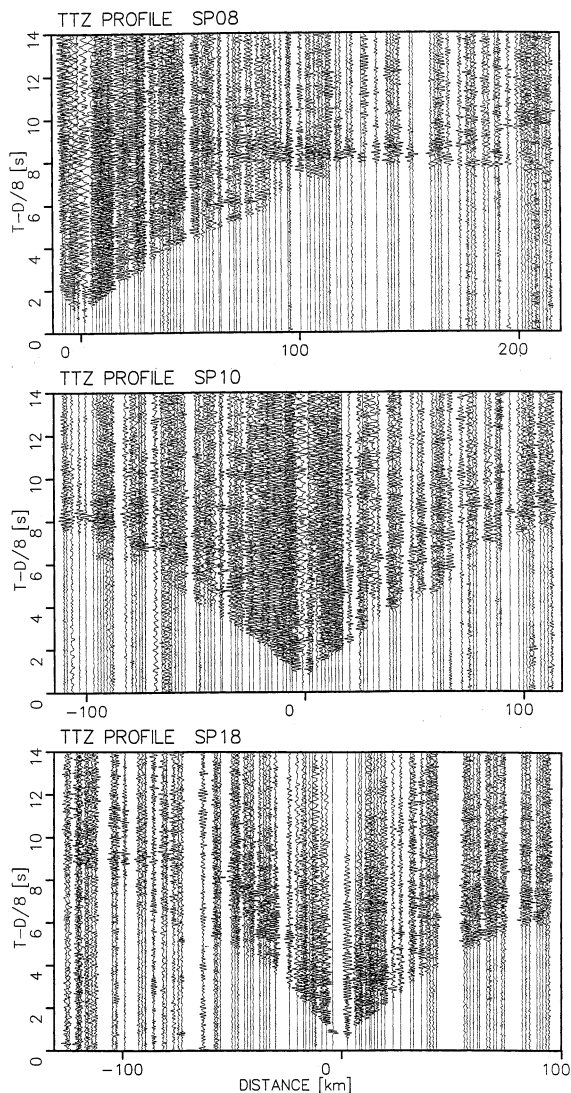 TTZ PROFILE SP08
14
12
10
8
6
4
2
0
T-D/8 [s]
0 100 200
TTZ PROFILE SP10
14
12
10
8
6
4
2
0
T-D/8 [s]
-100 0 100
TTZ PROFILE SP18
14
12
10
8
6
4
2
0
T-D/8 [s]
-100 0 100
DISTANCE [km]